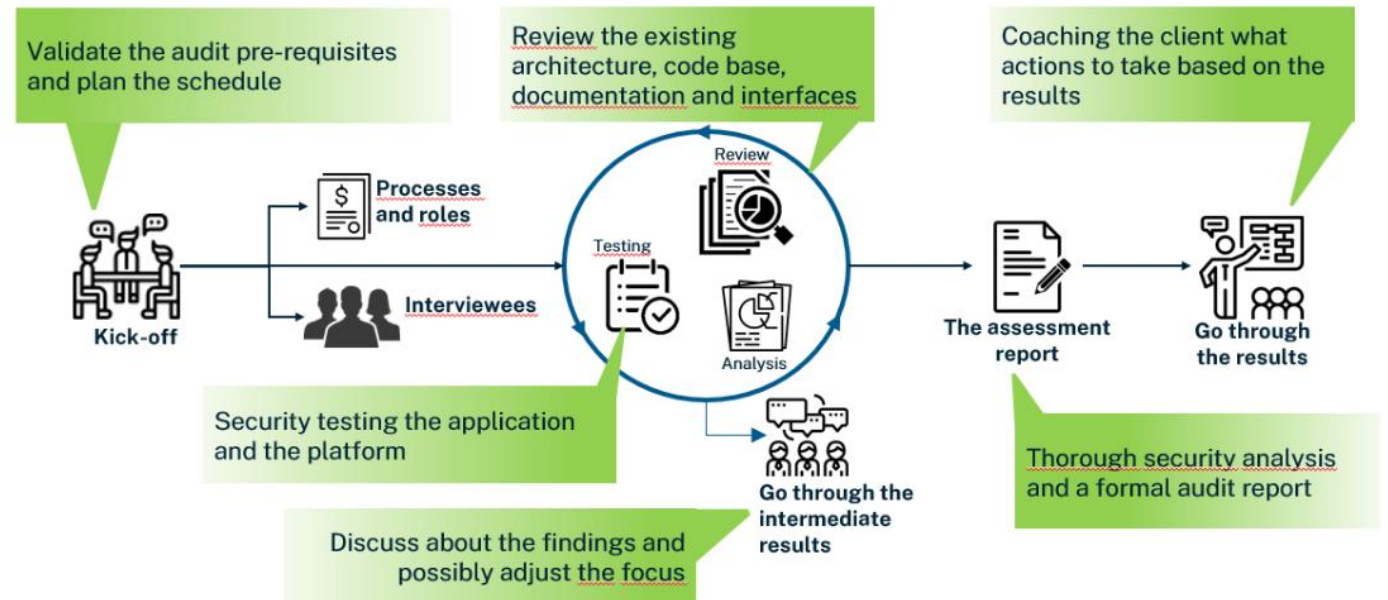 Validate the audit pre-requisites
and plan the schedule
Review the existing
architecture, code base,
documentation and interfaces
Coaching the client what
actions to take based on the
results
Kick-off
$
Processes
and roles
Interviewees
Review
Testing
Analysis
The assessment
report
Go through
the results
Security testing the application
and the platform
Go through the
intermediate
results
Thorough security analysis
and a formal audit report
Discuss about the findings and
possibly adjust the focus